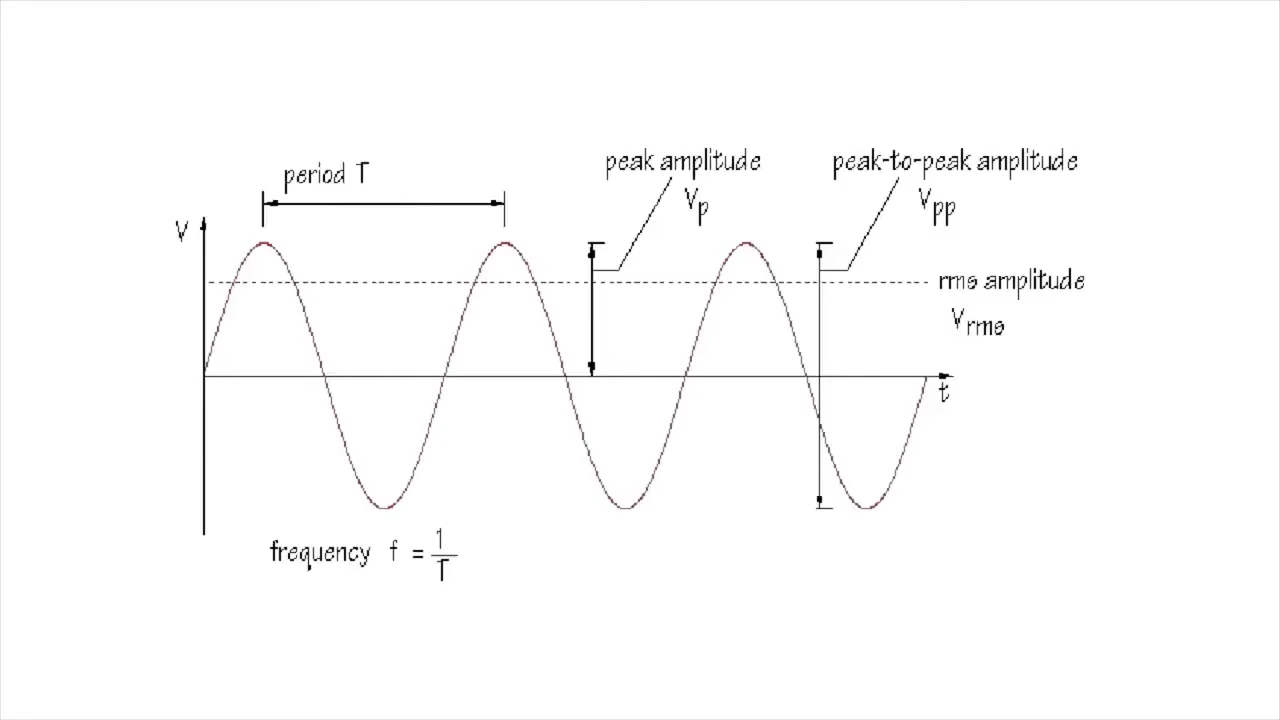 period T
peak amplitude
Vp
peak-to-peak amplitude
Vpp
V
rms amplitude
Vrms
t
frequency f = 1/T